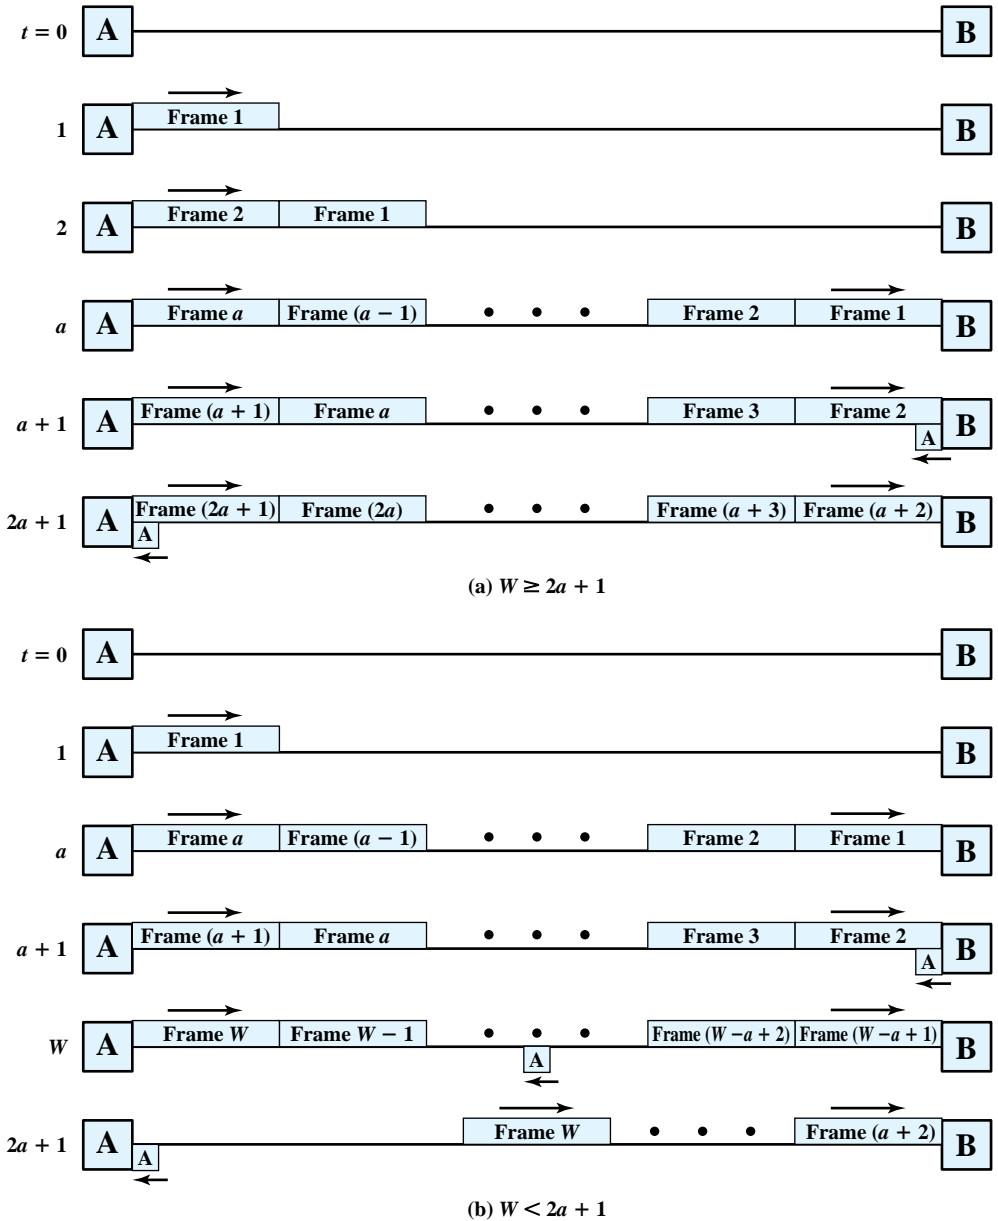 t = 0 A B
1 A Frame 1 B
2 A Frame 2 Frame 1 B
a A Frame a Frame (a − 1) • • • Frame 2 Frame 1 B
a + 1 A Frame (a + 1) Frame a • • • Frame 3 Frame 2 A B
2a + 1 A Frame (2a + 1) Frame (2a) • • • Frame (a + 3) Frame (a + 2) B
A
(a) W ≥ 2a + 1
t = 0 A B
1 A Frame 1 B
a A Frame a Frame (a − 1) • • • Frame 2 Frame 1 B
a + 1 A Frame (a + 1) Frame a • • • Frame 3 Frame 2 A B
W A Frame W Frame W − 1 • • • Frame (W −a + 2) Frame (W −a + 1) B
A
2a + 1 A Frame W • • • Frame (a + 2) B
A
(b) W < 2a + 1